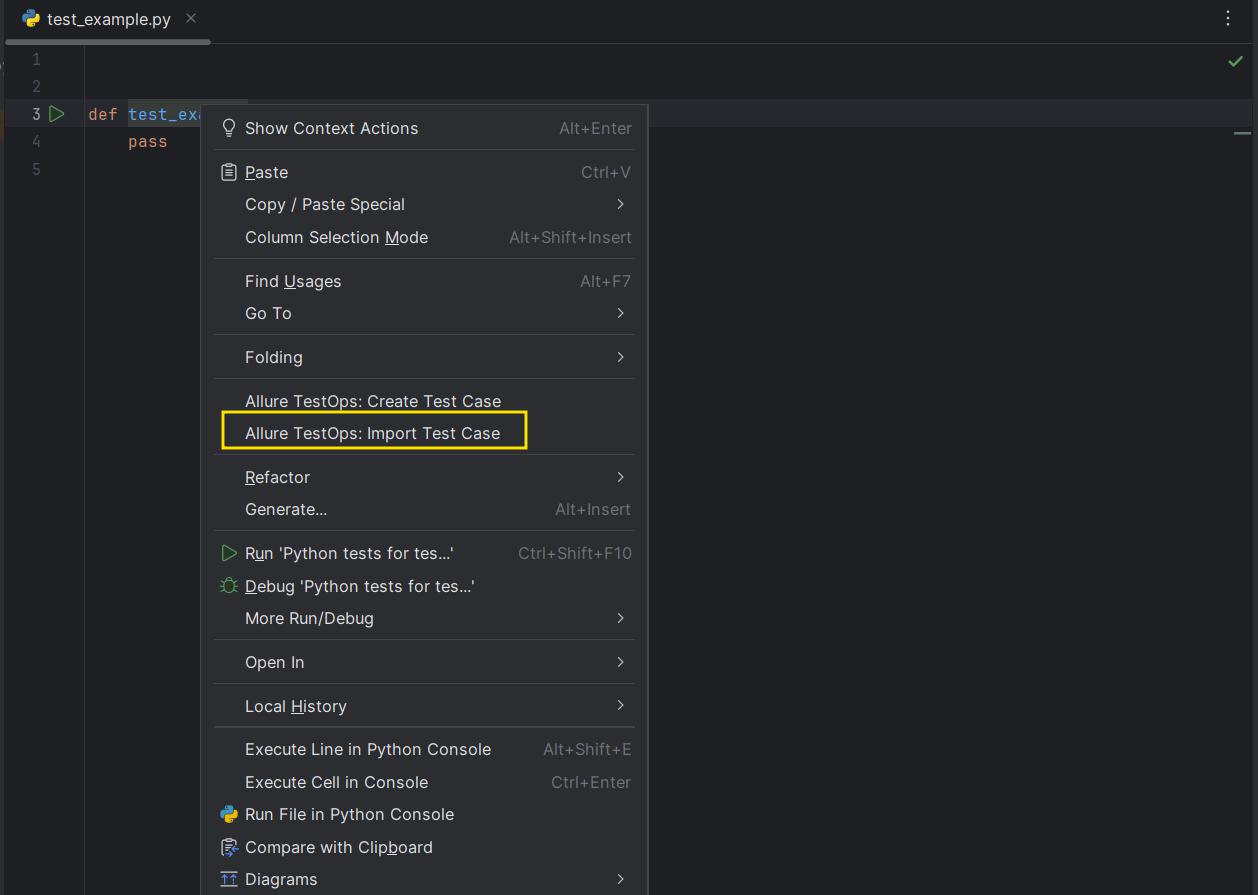 test_example.py
1
2
3 def test_exa
4 pass
5
Show Context Actions Alt+Enter
Paste Ctrl+V
Copy / Paste Special
Column Selection Mode Alt+Shift+Insert
Find Usages Alt+F7
Go To
Folding
Allure TestOps: Create Test Case
Allure TestOps: Import Test Case
Refactor
Generate... Alt+Insert
Run 'Python tests for tes...' Ctrl+Shift+F10
Debug 'Python tests for tes...'
More Run/Debug
Open In
Local History
Execute Line in Python Console Alt+Shift+E
Execute Cell in Console Ctrl+Enter
Run File in Python Console
Compare with Clipboard
Diagrams